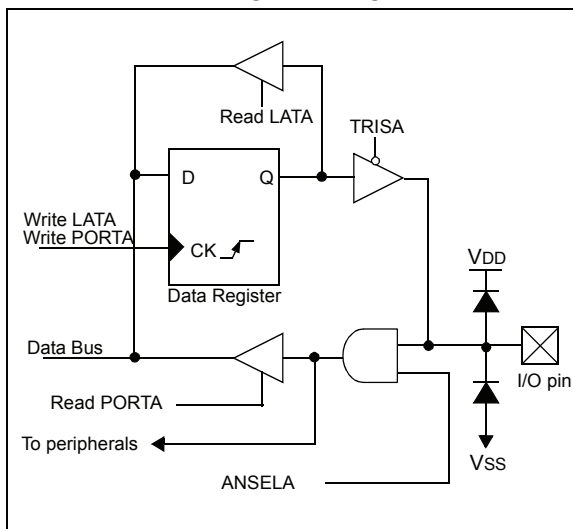 Read LATA
TRISA
D
Q
Write LATA
Write PORTA
CK
Data Register
VDD
Data Bus
I/O pin
Read PORTA
To peripherals
VSS
ANSELA